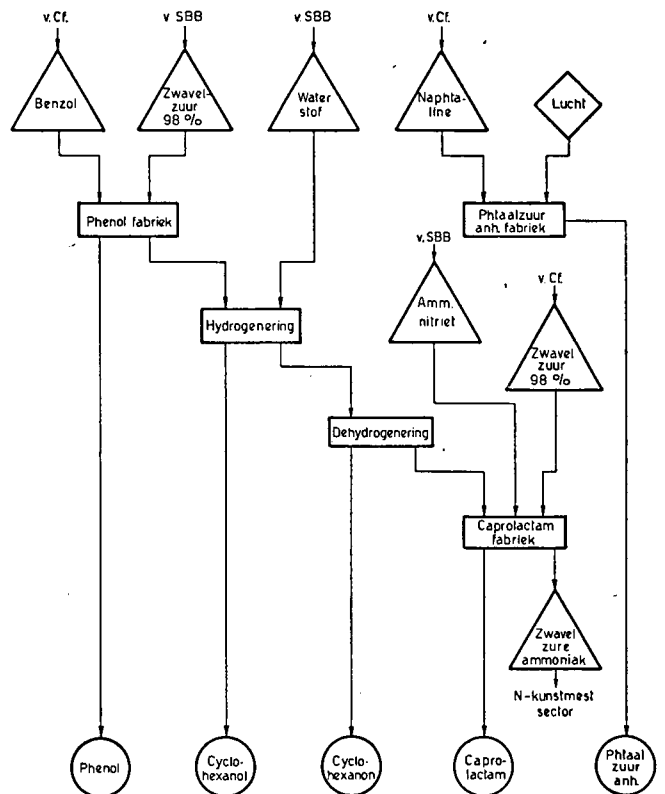 v. Cf.
v SBB
v. SBB
v. Cf.
Benzol
Zwavel-
zuur
98 %
Water
stof
Naphta-
line
Lucht
Phenol fabriek
Phtaalzuur
anh. fabriek
v. SBB
v. Cf.
Hydrogenering
Amm.
nitriet
Zwavel
zuur
98 %
Dehydrogenering
Caprolactam
fabriek
Zwavel
zure
ammoniak
N-kunstmest
sector
Phenol
Cyclo-
hexanol
Cyclo-
hexanon
Capro-
lactam
Phtaal
zuur
anh.